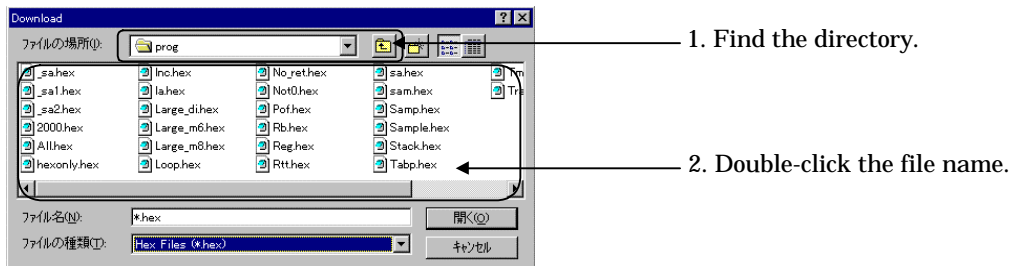 Download
ファイルの場所(I):
prog
1. Find the directory.
_sa.hex
_sa1.hex
_sa2.hex
2000.hex
All.hex
hexonly.hex
Inc.hex
Ia.hex
Large_di.hex
Large_m6.hex
Large_m8.hex
Loop.hex
No_ret.hex
Not0.hex
Pof.hex
Rb.hex
Reg.hex
Rtt.hex
sa.hex
sam.hex
Samp.hex
Sample.hex
Stack.hex
Tabp.hex
2. Double-click the file name.
ファイル名(N):
*.hex
開く(O)
ファイルの種類(T):
Hex Files (*.hex)
キャンセル